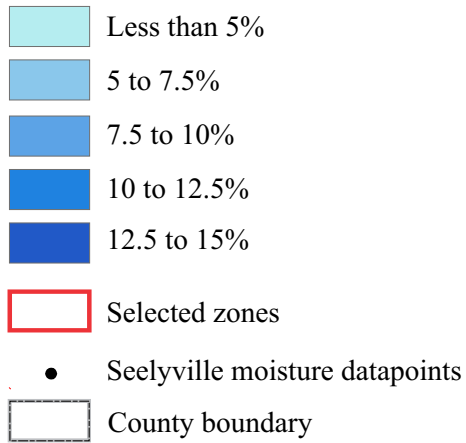 Less than 5%
5 to 7.5%
7.5 to 10%
10 to 12.5%
12.5 to 15%
Selected zones
Seelyville moisture datapoints
County boundary